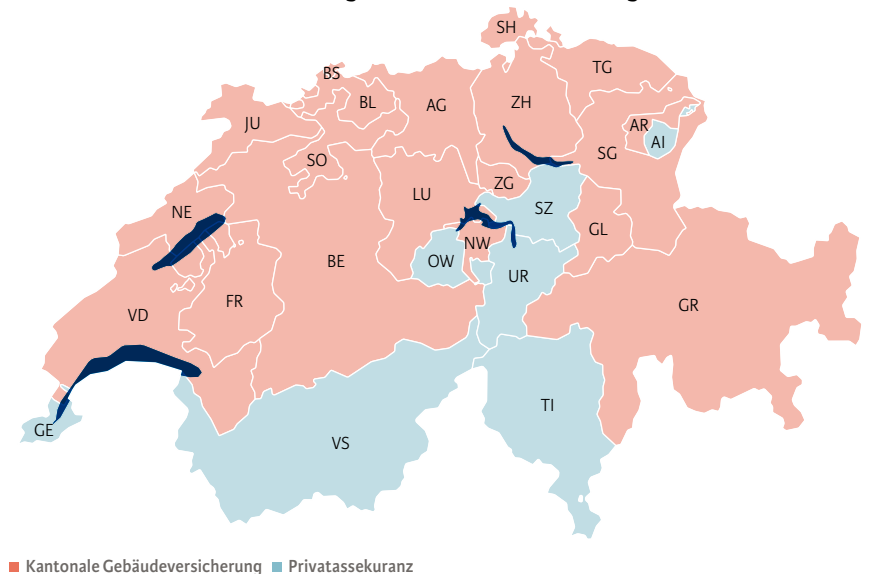 SH
TG
BS
BL
AG
ZH
JU
AR
AI
SO
SG
ZG
LU
SZ
NE
GL
NW
OW
BE
UR
FR
GR
VD
TI
GE
VS
Kantonale Gebäudeversicherung Privatassekuranz